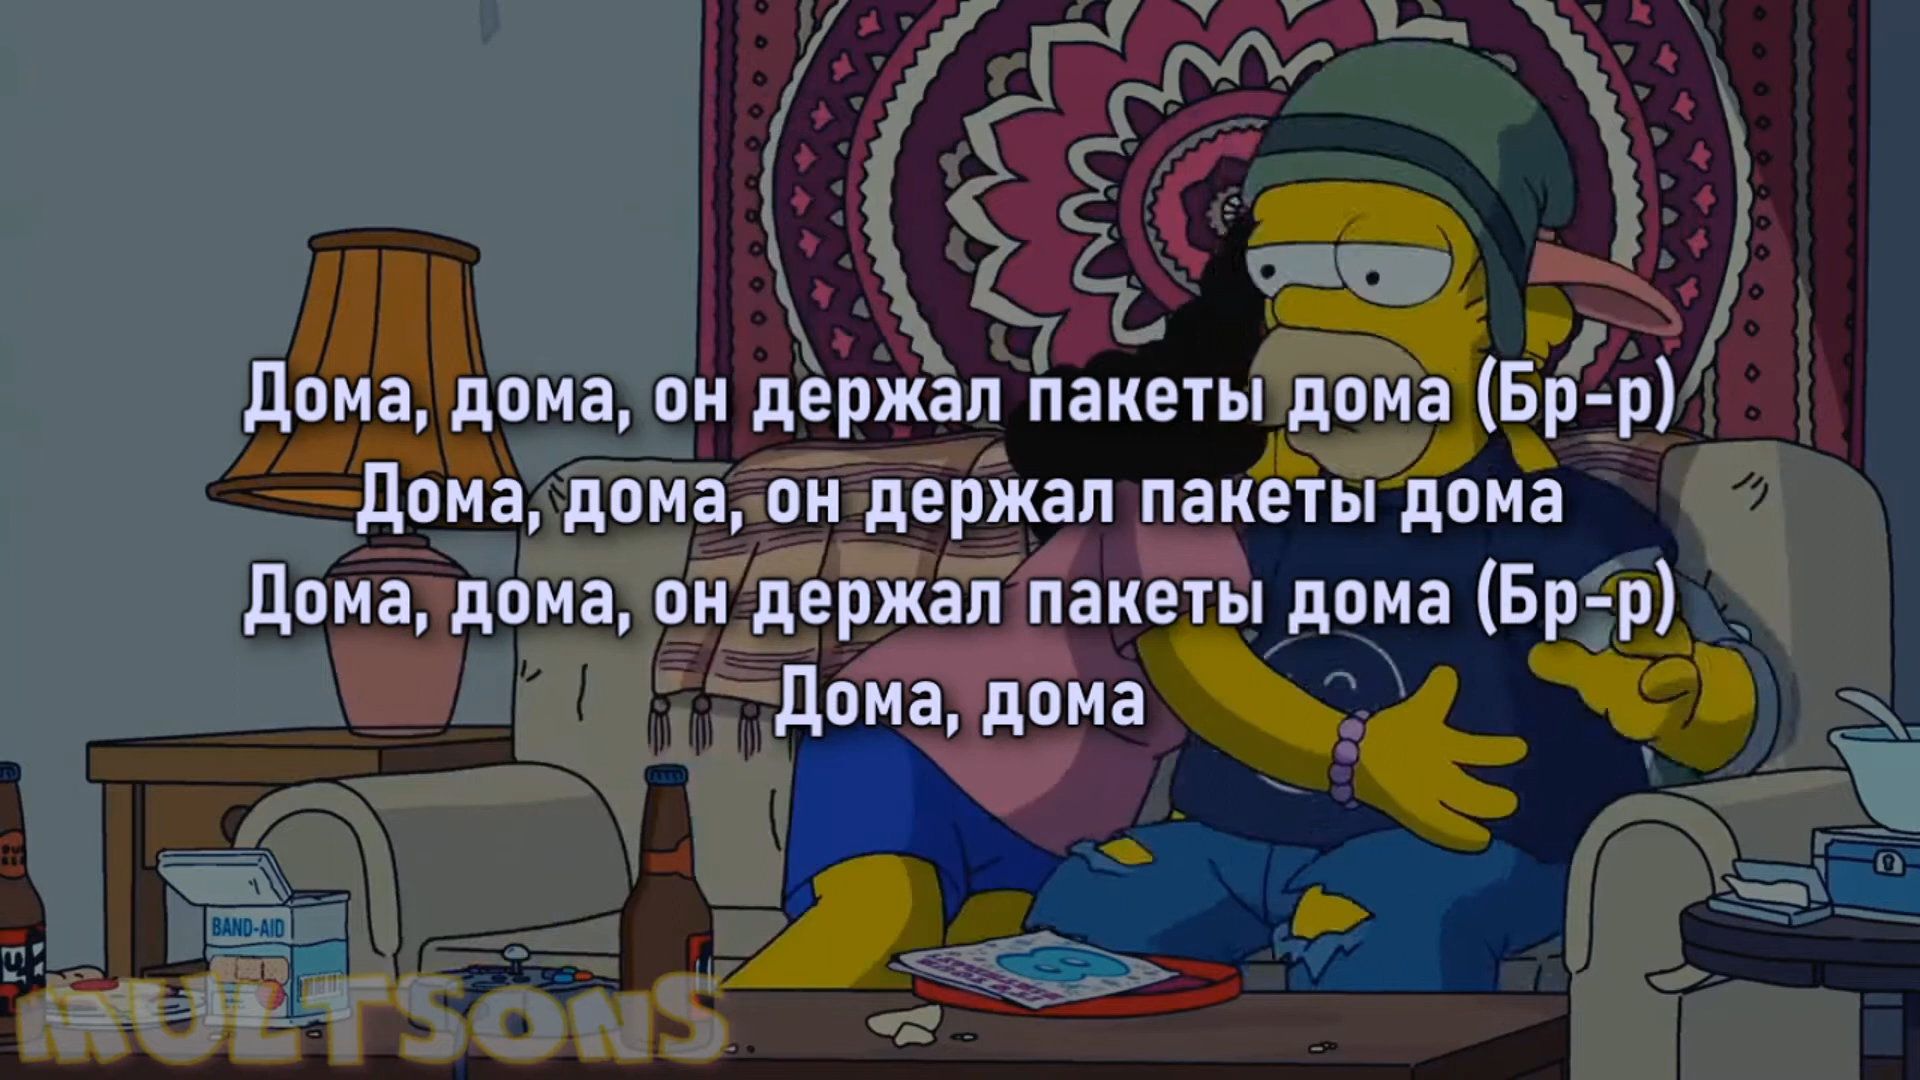 Дома, дома, он держал пакеты дома (Бр-р)
Дома, дома, он держал пакеты дома
Дома, дома, он держал пакеты дома (Бр-р)
Дома, дома
BAND-AID
MULTSONS